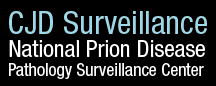 CJD Surveillance
National Prion Disease
Pathology Surveillance Center